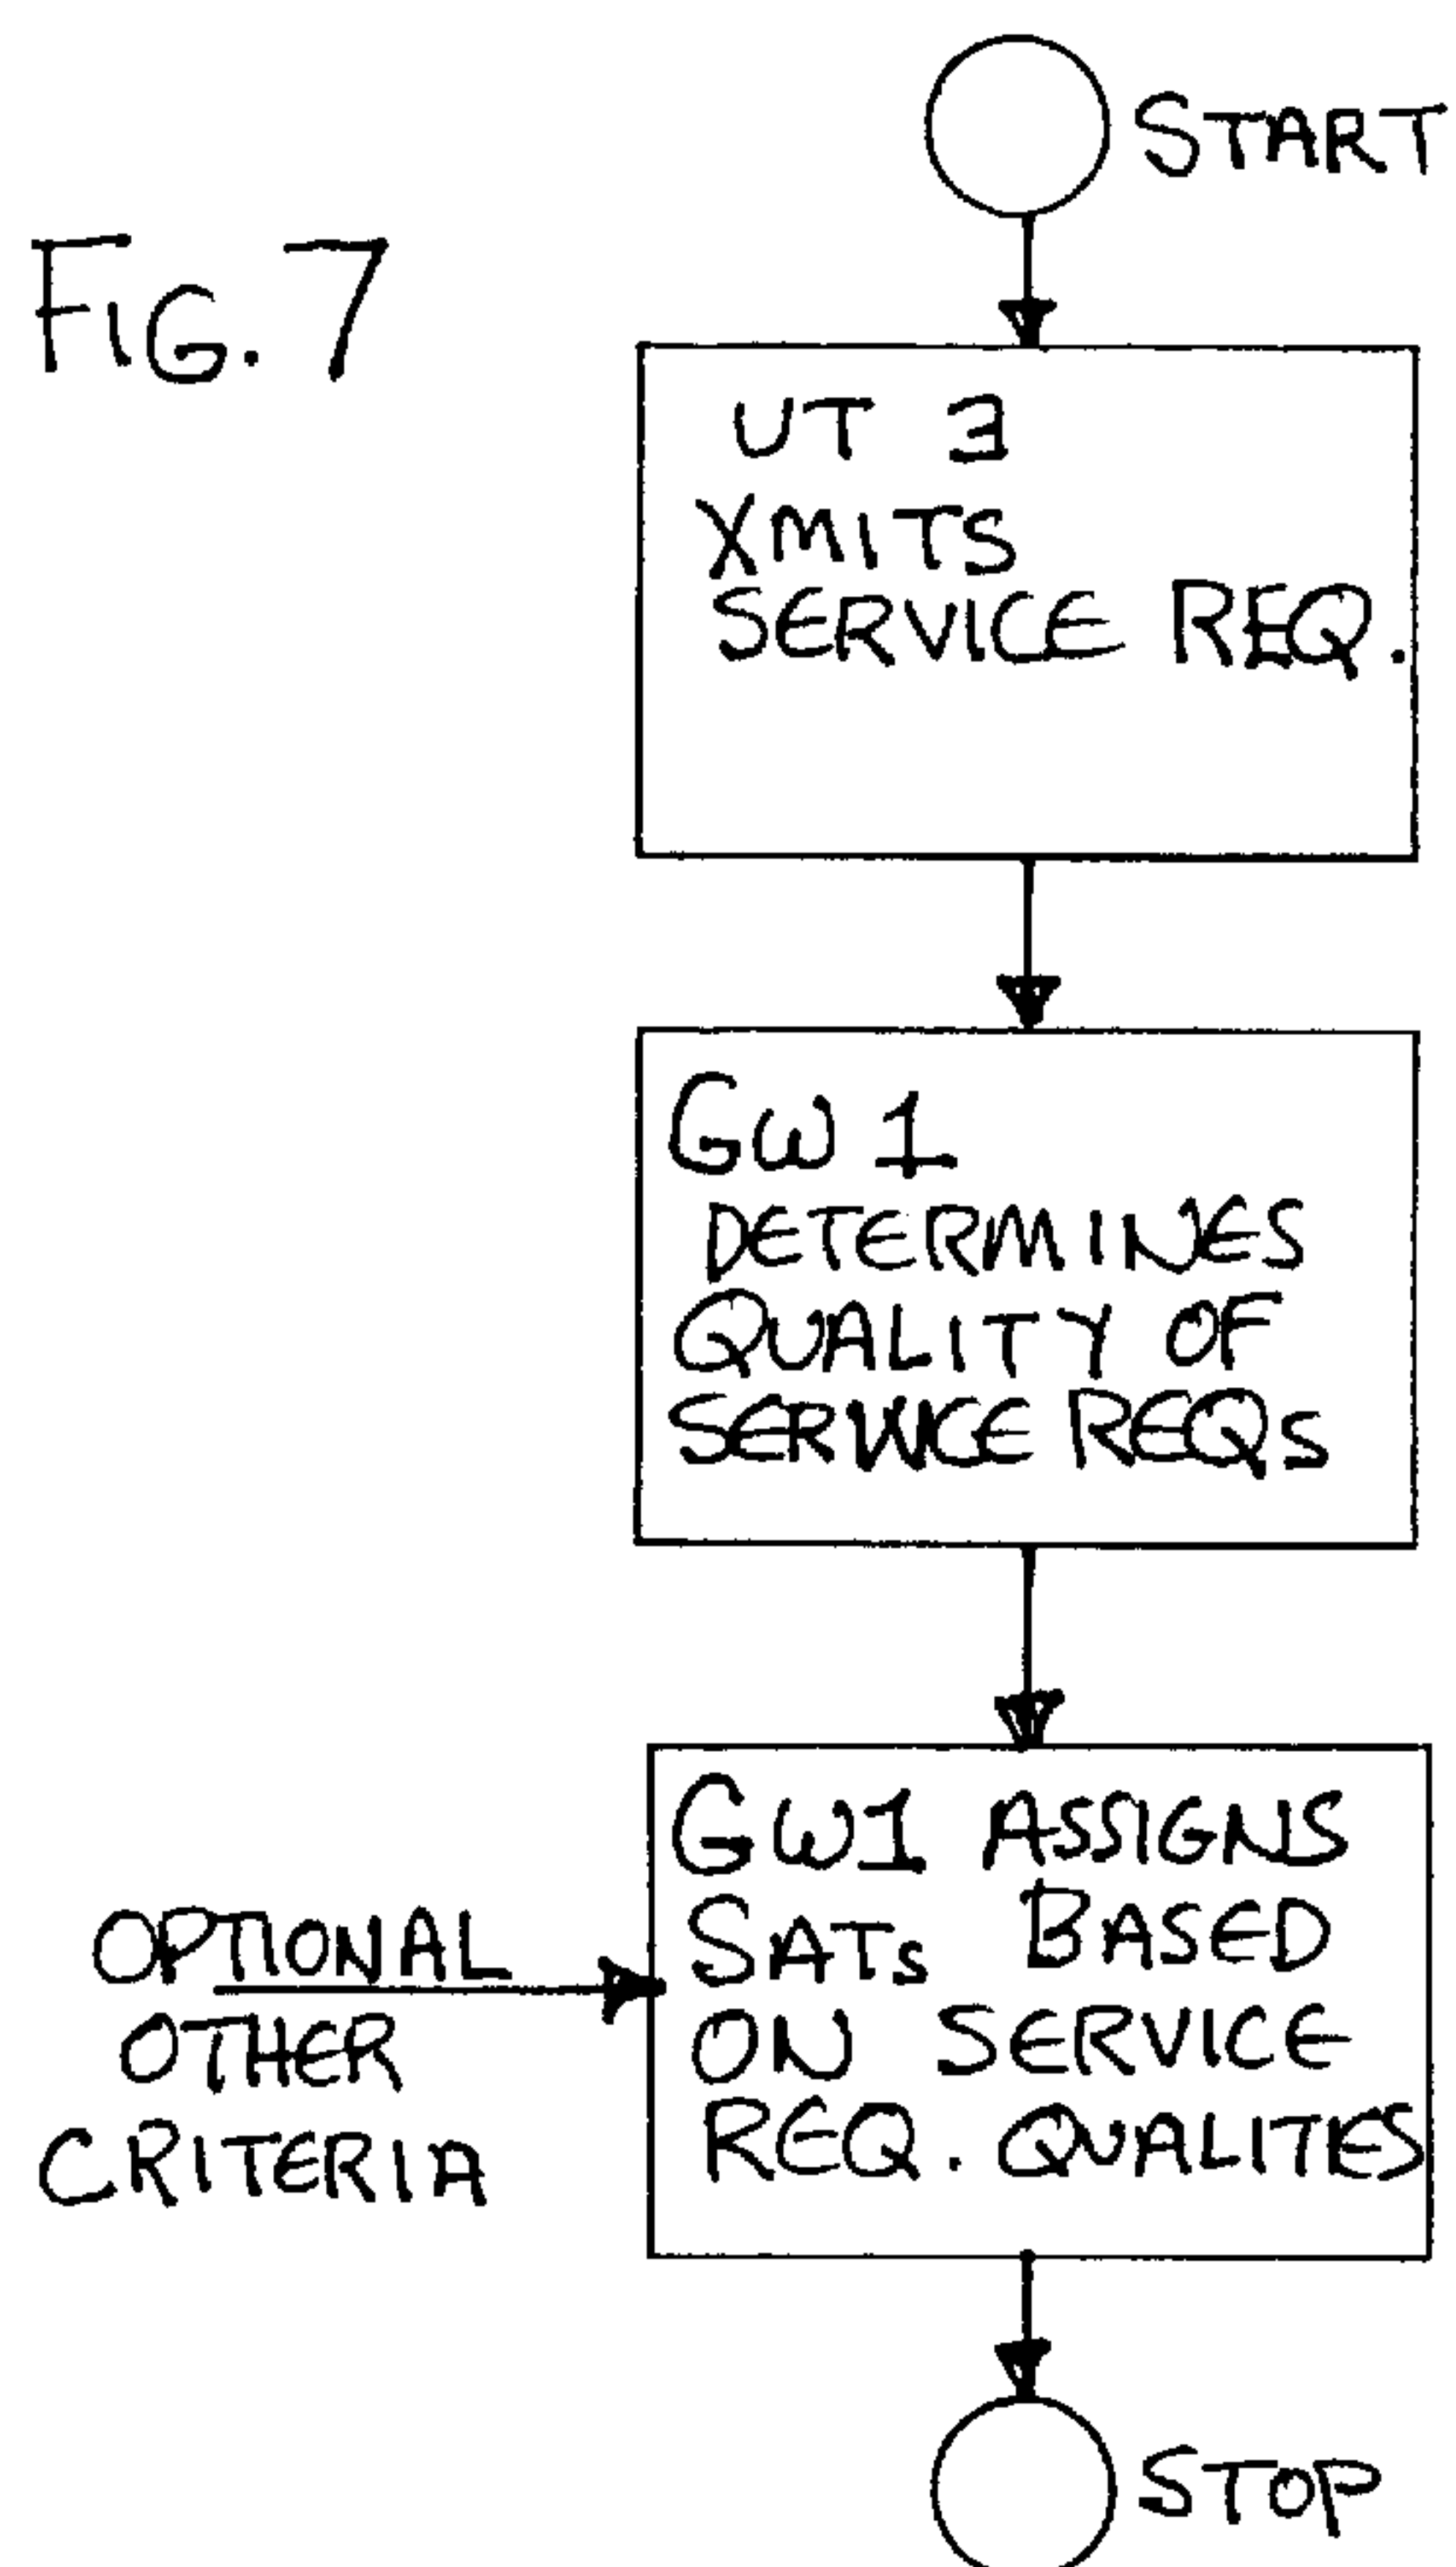 START
FIG. 7
UT 3
XMITS
SERVICE REQ.
GW 1
DETERMINES
QUALITY OF
SERVICE REQS
GW1 ASSIGNS
SATS BASED
ON SERVICE
REQ. QUALITES
OPTIONAL
OTHER
CRITERIA
STOP